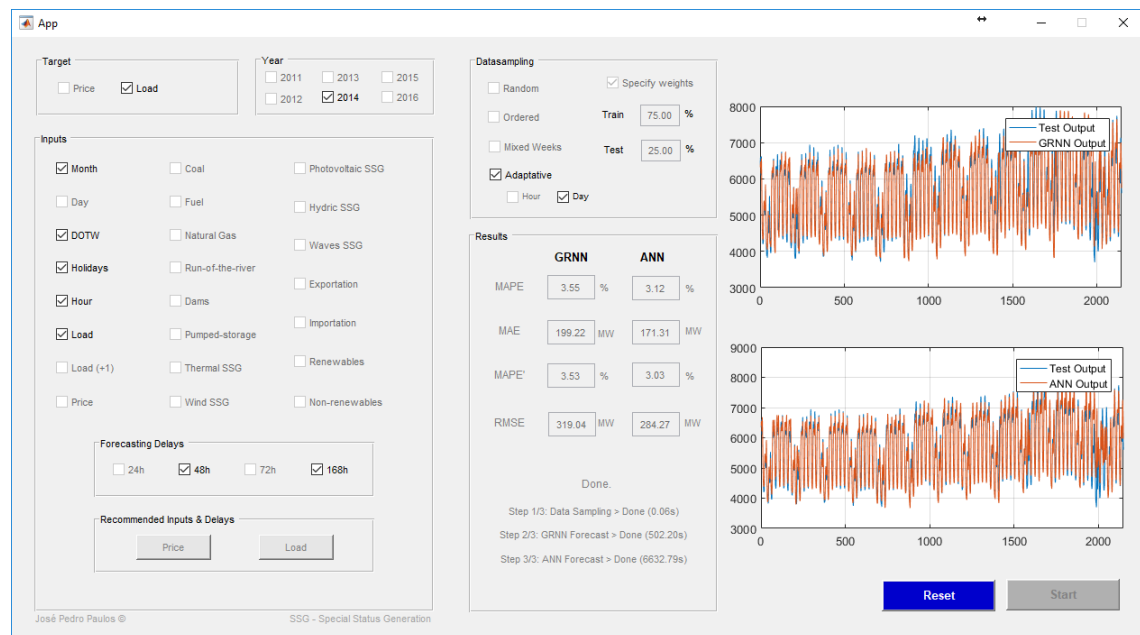 App
Target
Price
Load
Year
2011
2013
2015
2012
2014
2016
Inputs
Month
Coal
Photovoltaic SSG
Day
Fuel
Hydric SSG
DOTW
Natural Gas
Waves SSG
Holidays
Run-of-the-river
Exportation
Hour
Dams
Importation
Load
Pumped-storage
Renewables
Load (+1)
Thermal SSG
Non-renewables
Price
Wind SSG
Forecasting Delays
24h
48h
72h
168h
Recommended Inputs & Delays
Price
Load
José Pedro Paulos ©
SSG - Special Status Generation
Datasampling
Random
Specify weights
Ordered
Train 75.00 %
Mixed Weeks
Test 25.00 %
Adaptative
Hour
Day
Results
GRNN ANN
MAPE 3.55 % 3.12 %
MAE 199.22 MW 171.31 MW
MAPE' 3.53 % 3.03 %
RMSE 319.04 MW 284.27 MW
Done.
Step 1/3: Data Sampling > Done (0.06s)
Step 2/3: GRNN Forecast > Done (502.20s)
Step 3/3: ANN Forecast > Done (6632.79s)
8000
7000
6000
5000
4000
3000
0 500 1000 1500 2000
Test Output
GRNN Output
9000
8000
7000
6000
5000
4000
3000
0 500 1000 1500 2000
Test Output
ANN Output
Reset
Start